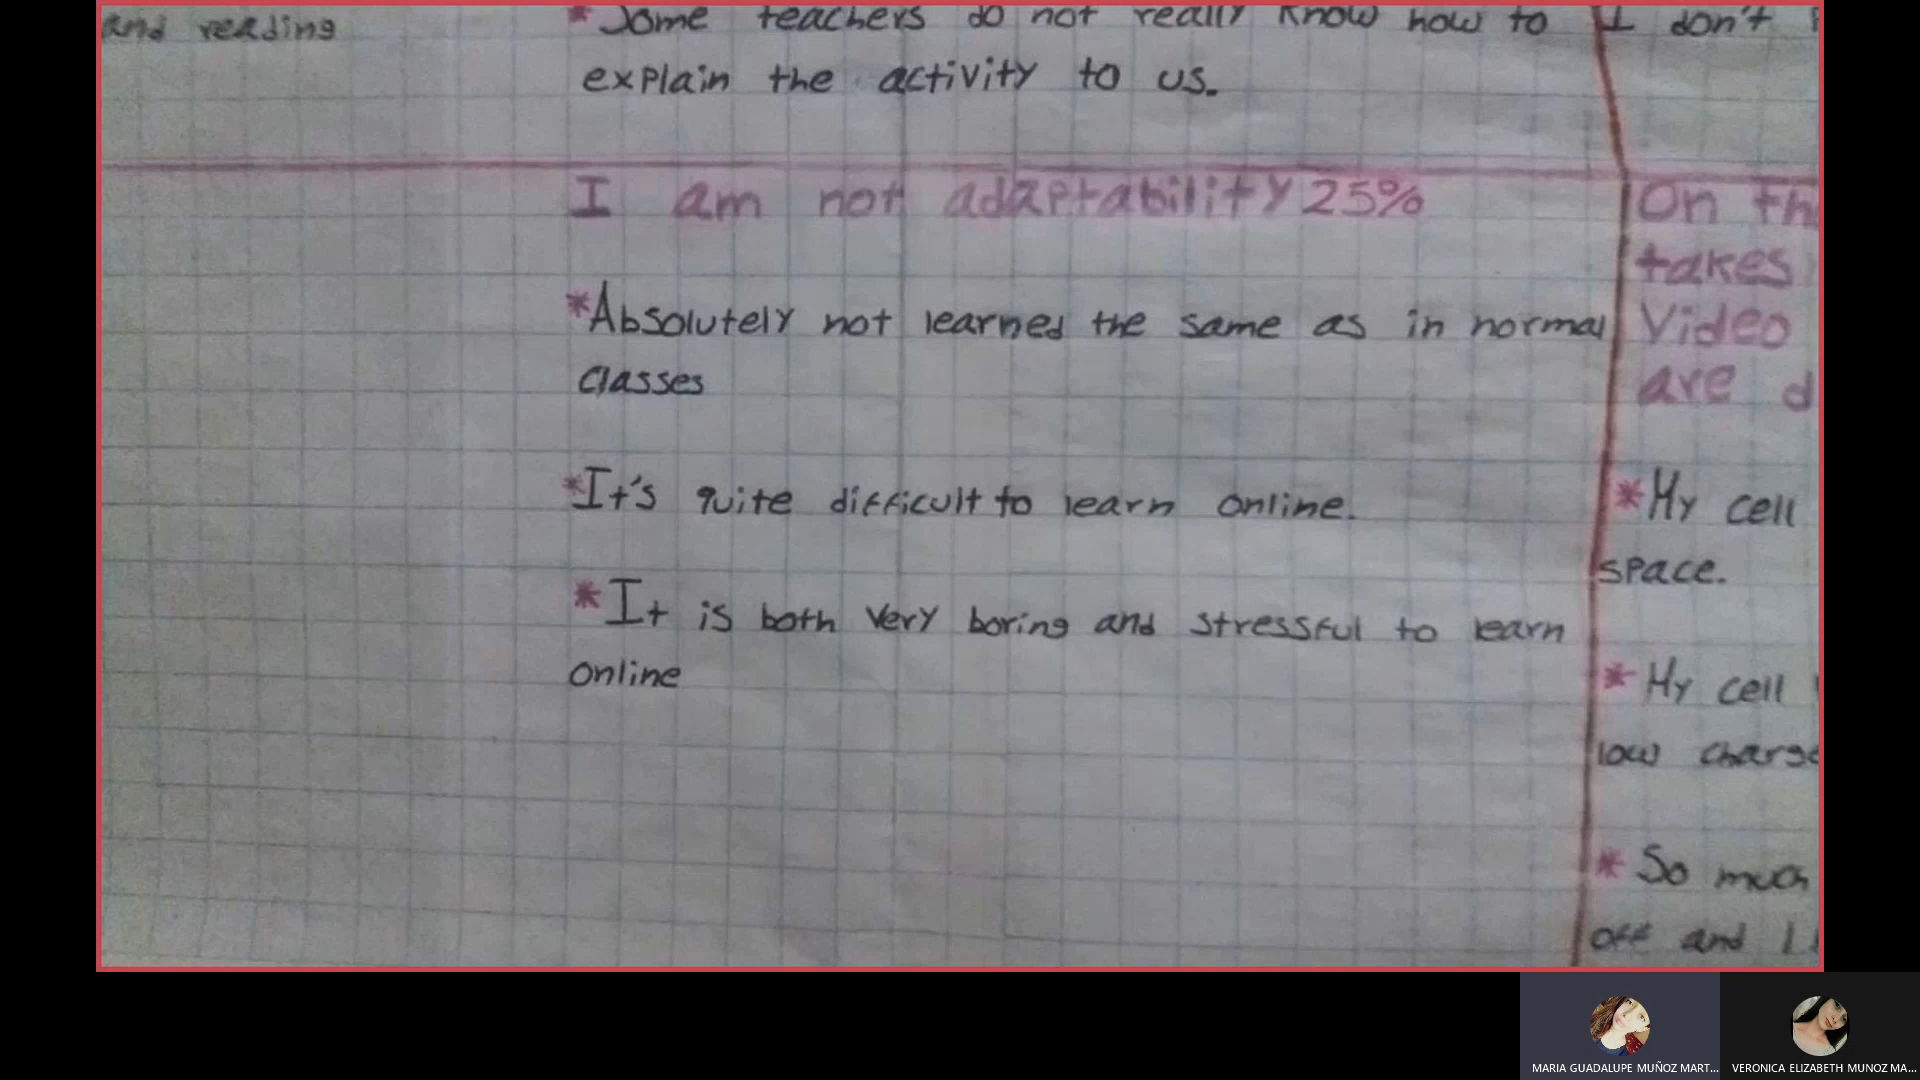 and reading
* Some teachers do not really know how to
explain the activity to us.
I am not adaptability 25%
*Absolutely not learned the same as in normal
classes
*It's quite difficult to learn online.
*It is both very boring and stressful to learn
online
I don't
On th
takes
Video
are d
*My cell
space.
*My cell
low charge
*So much
off and I
MARIA GUADALUPE MUÑOZ MART...
VERONICA ELIZABETH MUNOZ MA...